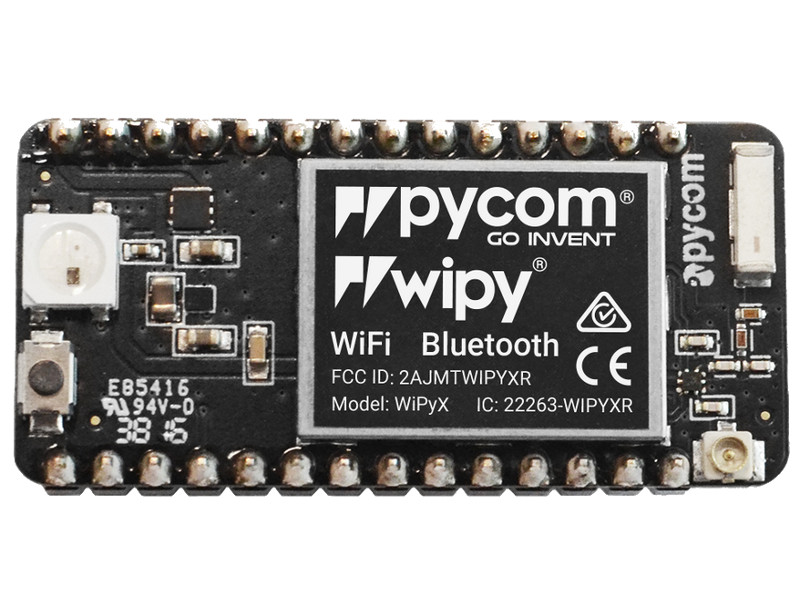 pycom®
GO INVENT
wipy®
WiFi Bluetooth
FCC ID: 2AJMTWIPYXR
Model: WiPyX IC: 22263-WIPYXR
CE
pycom
E85416
94V-0
38 16